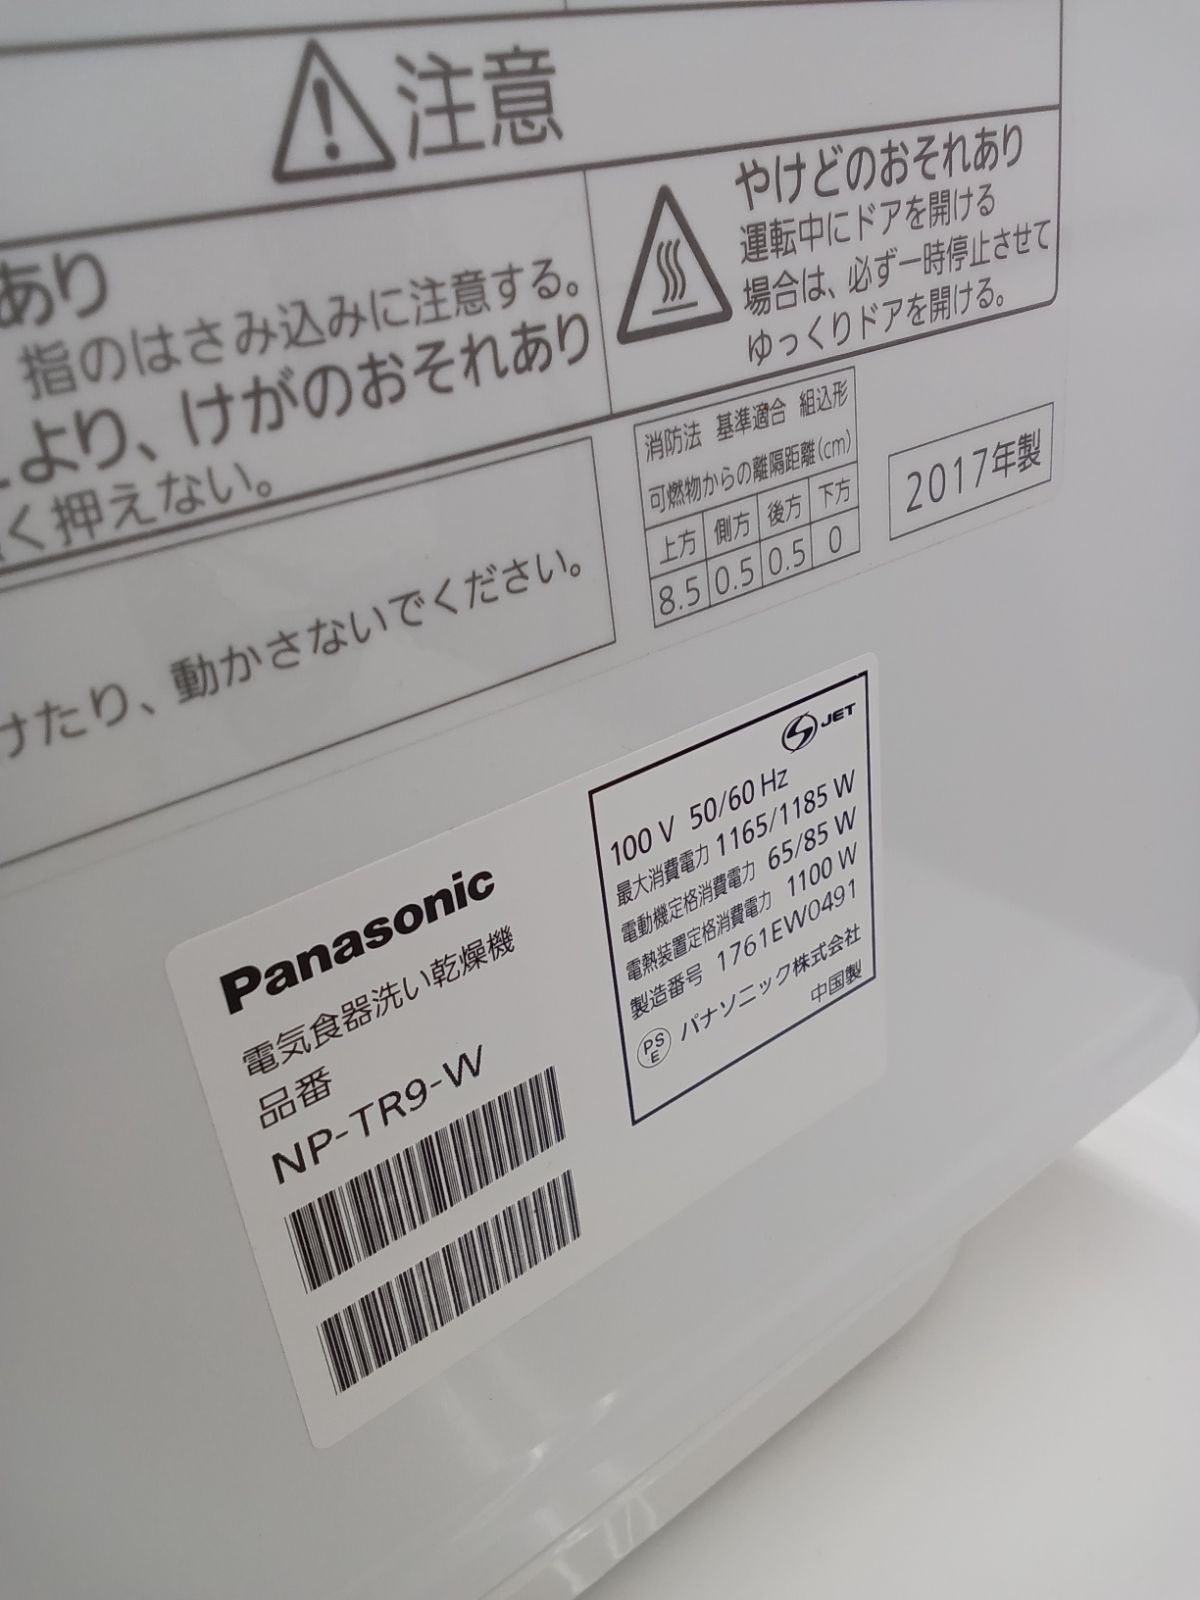 注意
あり
指のはさみ込みに注意する。
より、けがのおそれあり
く押えない。
やけどのおそれあり
運転中にドアを開ける
場合は、必ず一時停止させて
ゆっくりドアを開ける。
けたり、動かさないでください。
消防法 基準適合 組込形
可燃物からの離隔距離(cm)
上方 側方 後方 下方
8.5 0.5 0.5 0
2017年製
Panasonic
電気食器洗い乾燥機
品番
NP-TR9-W
JET
100 V 50/60 Hz
最大消費電力 1165/1185 W
電動機定格消費電力 65/85 W
電熱装置定格消費電力 1100 W
製造番号 1761EW0491
PS
E パナソニック株式会社
中国製